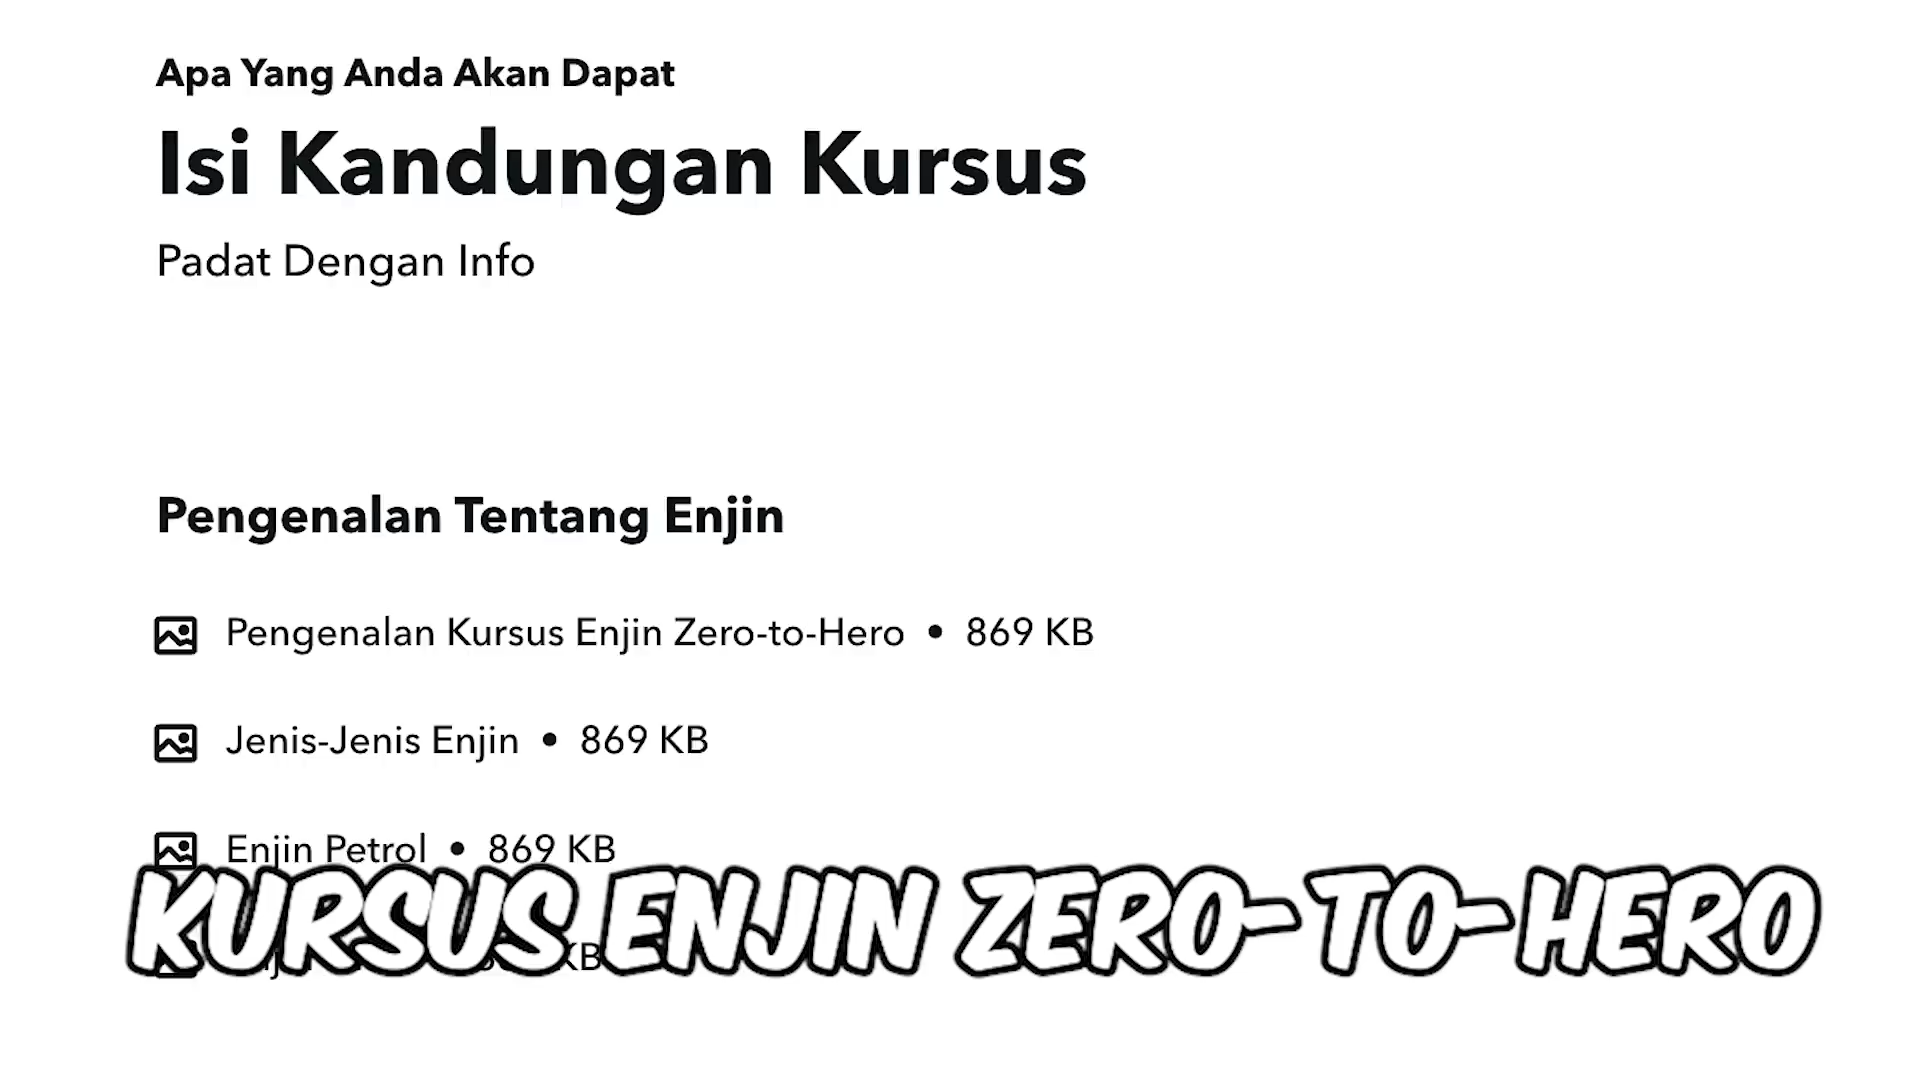 Apa Yang Anda Akan Dapat
Isi Kandungan Kursus
Padat Dengan Info
Pengenalan Tentang Enjin
Pengenalan Kursus Enjin Zero-to-Hero • 869 KB
Jenis-Jenis Enjin • 869 KB
Enjin Petrol • 869 KB
KURSUS ENJIN ZERO-TO-HERO
KB